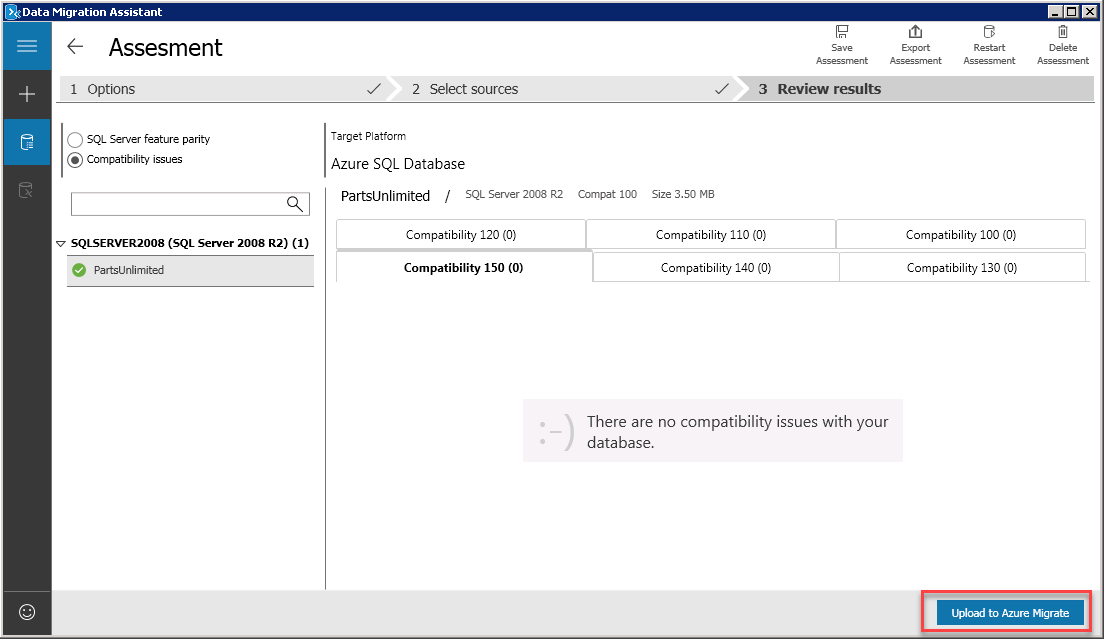 Data Migration Assistant
Assesment
Save Assessment
Export Assessment
Restart Assessment
Delete Assessment
1 Options
2 Select sources
3 Review results
SQL Server feature parity
Compatibility issues
SQLSERVER2008 (SQL Server 2008 R2) (1)
PartsUnlimited
Target Platform
Azure SQL Database
PartsUnlimited / SQL Server 2008 R2 Compat 100 Size 3.50 MB
Compatibility 120 (0)
Compatibility 110 (0)
Compatibility 100 (0)
Compatibility 150 (0)
Compatibility 140 (0)
Compatibility 130 (0)
:-)
There are no compatibility issues with your
database.
Upload to Azure Migrate